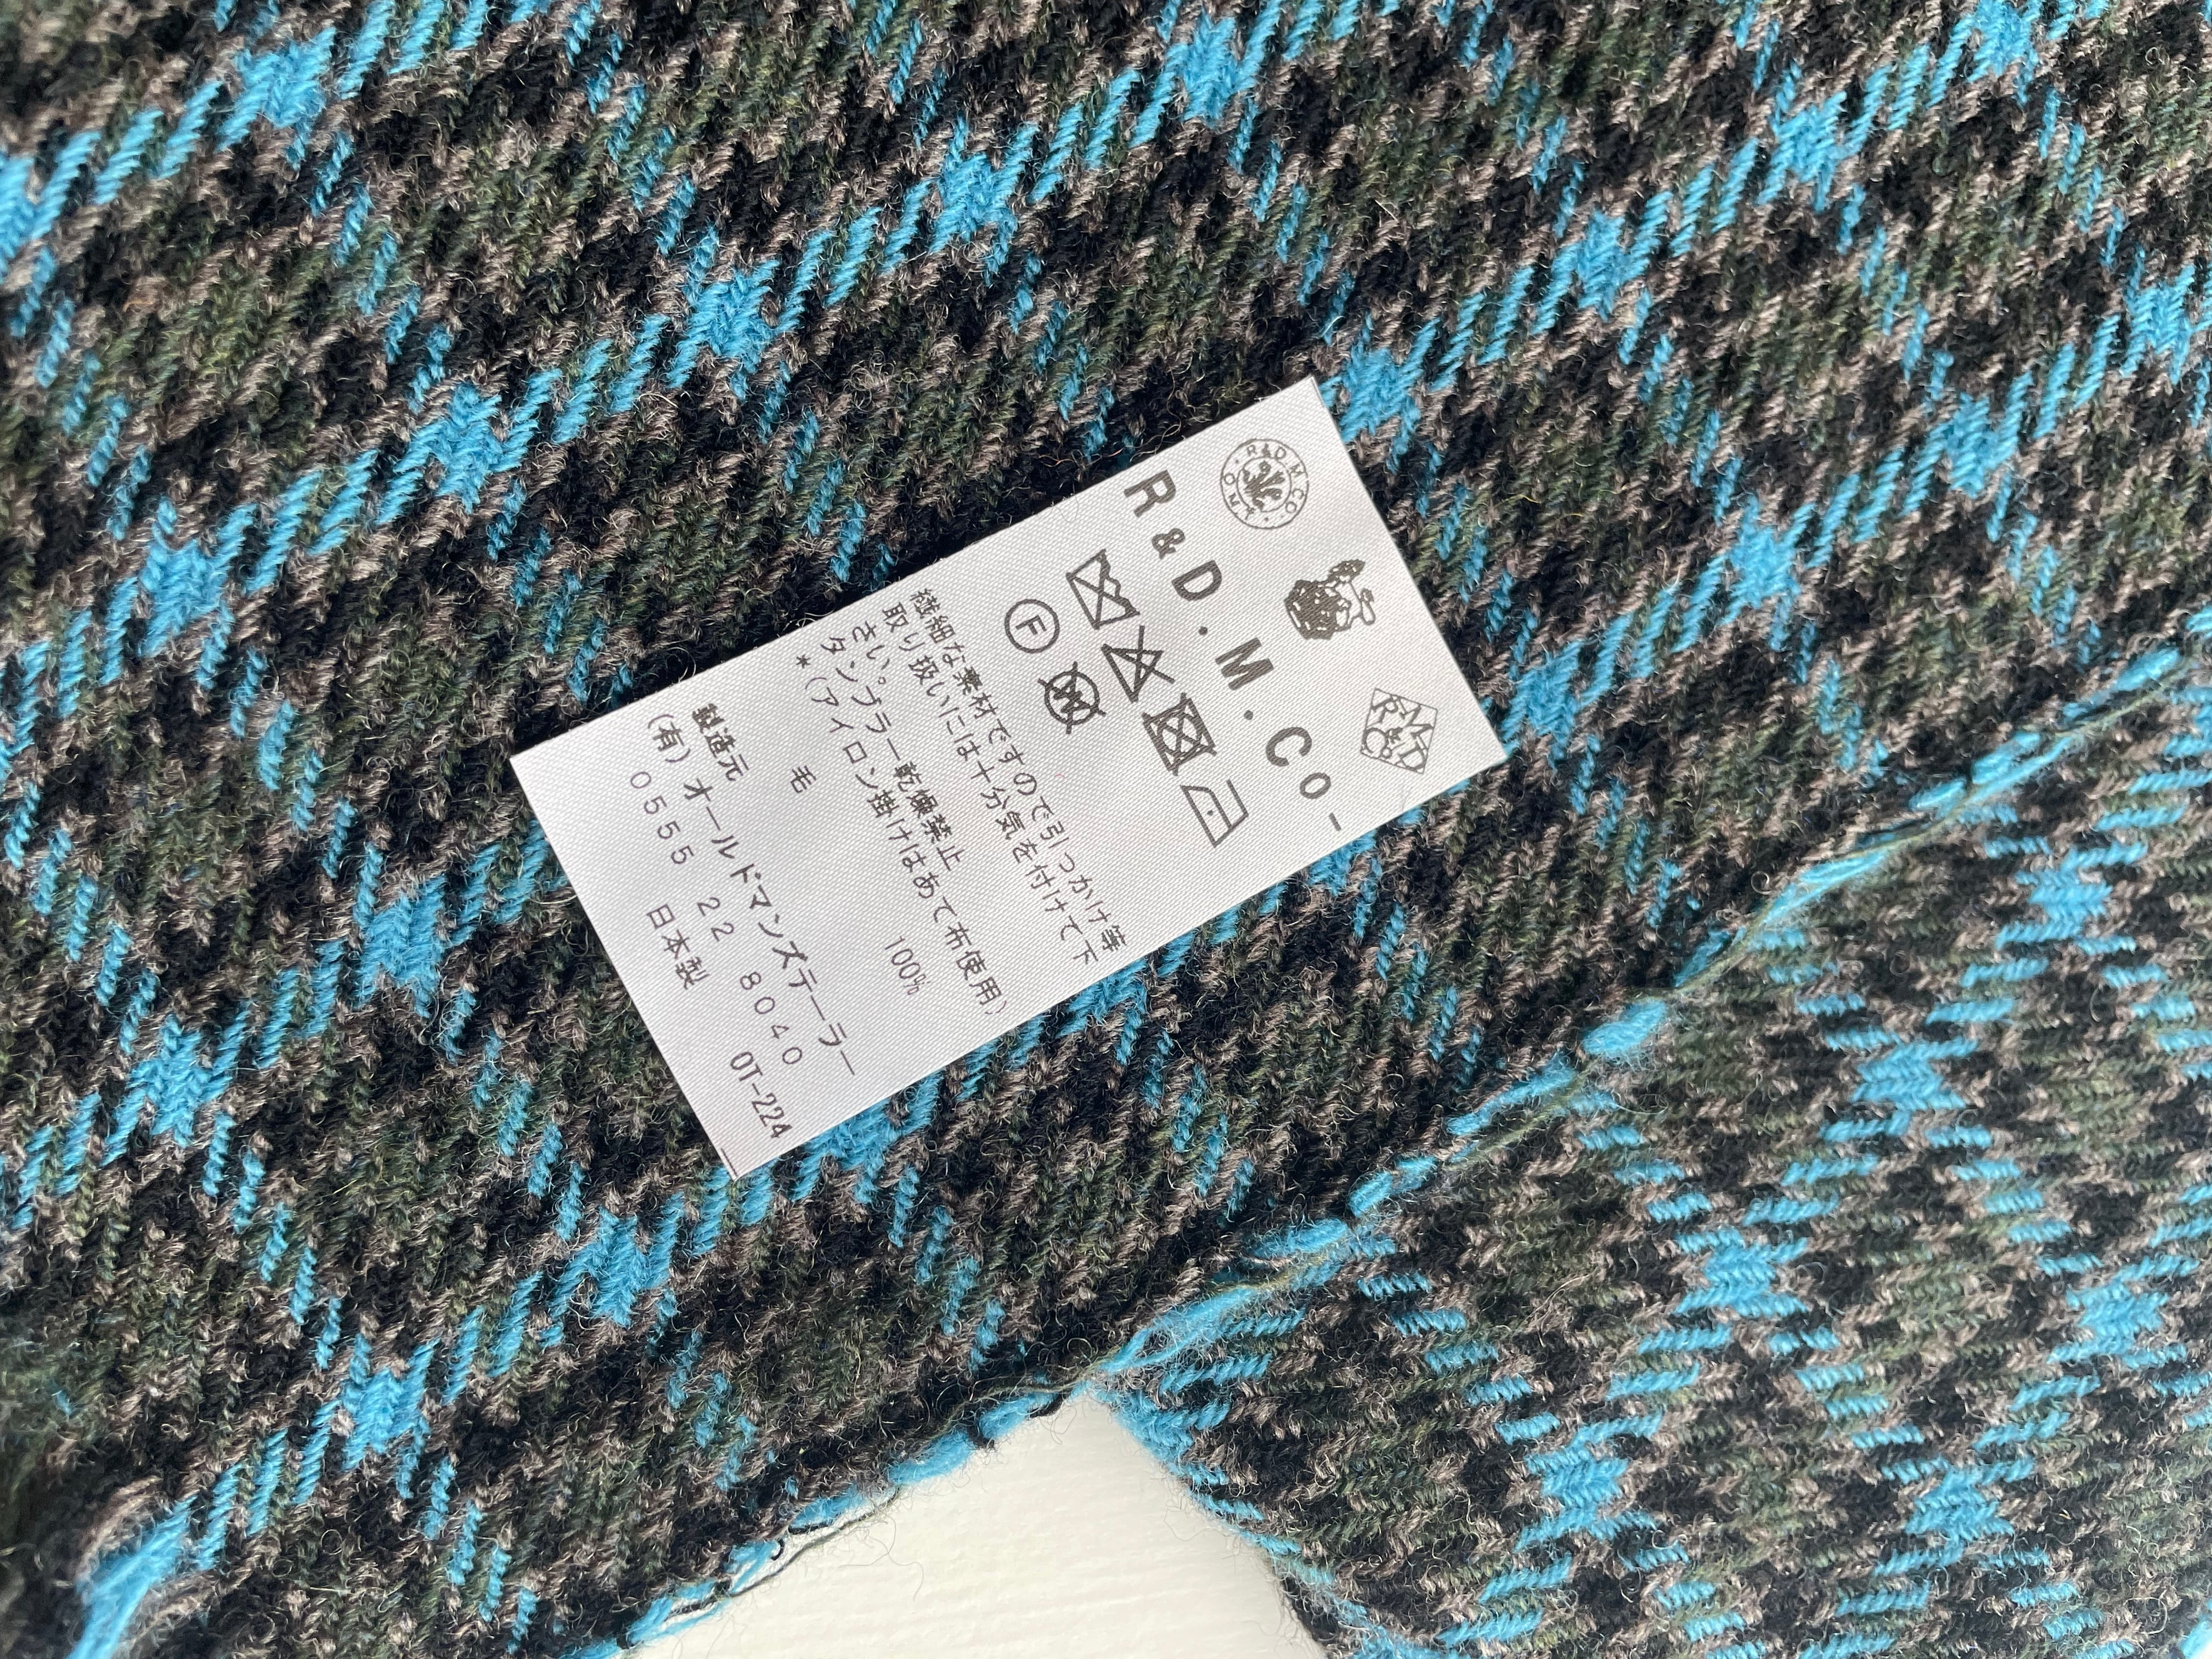 R&D.M.CO
OMT
R&D
M.
Co-
R&D.M.Co-
F
W
繊細な素材ですので引っかけ等
取り扱いには十分気を付けて下
さい。
タンブラー乾燥禁止
*(アイロン掛けはあて布使用)
毛 100%
製造元
(有) オールドマンズテーラー
0555 22 8040
日本製 OT-224